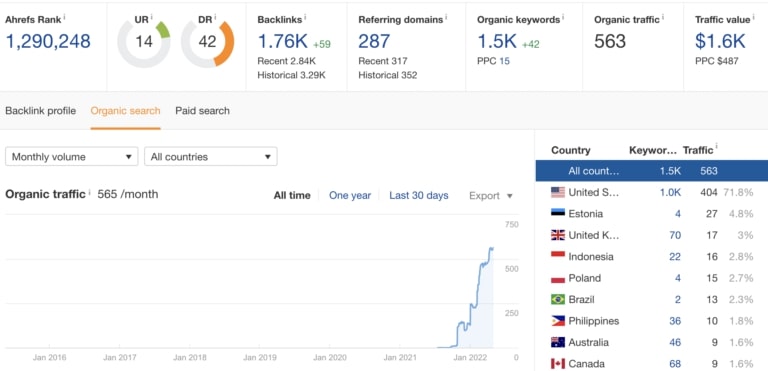 Ahrefs Rank i
1,290,248
UR i
14
DR i
42
Backlinks i
1.76K +59
Recent 2.84K
Historical 3.29K
Referring domains i
287
Recent 317
Historical 352
Organic keywords i
1.5K +42
PPC 15
Organic traffic i
563
Traffic value i
$1.6K
PPC $487
Backlink profile Organic search Paid search
Monthly volume All countries
Organic traffic i 565 /month All time One year Last 30 days Export
750
500
250
0
Jan 2016 Jan 2017 Jan 2018 Jan 2019 Jan 2020 Jan 2021 Jan 2022
Country Keywor... Traffic i
All count... 1.5K 563
United S... 1.0K 404 71.8%
Estonia 4 27 4.8%
United K... 70 17 3%
Indonesia 22 16 2.8%
Poland 4 15 2.7%
Brazil 2 13 2.3%
Philippines 36 10 1.8%
Australia 46 9 1.6%
Canada 68 9 1.6%